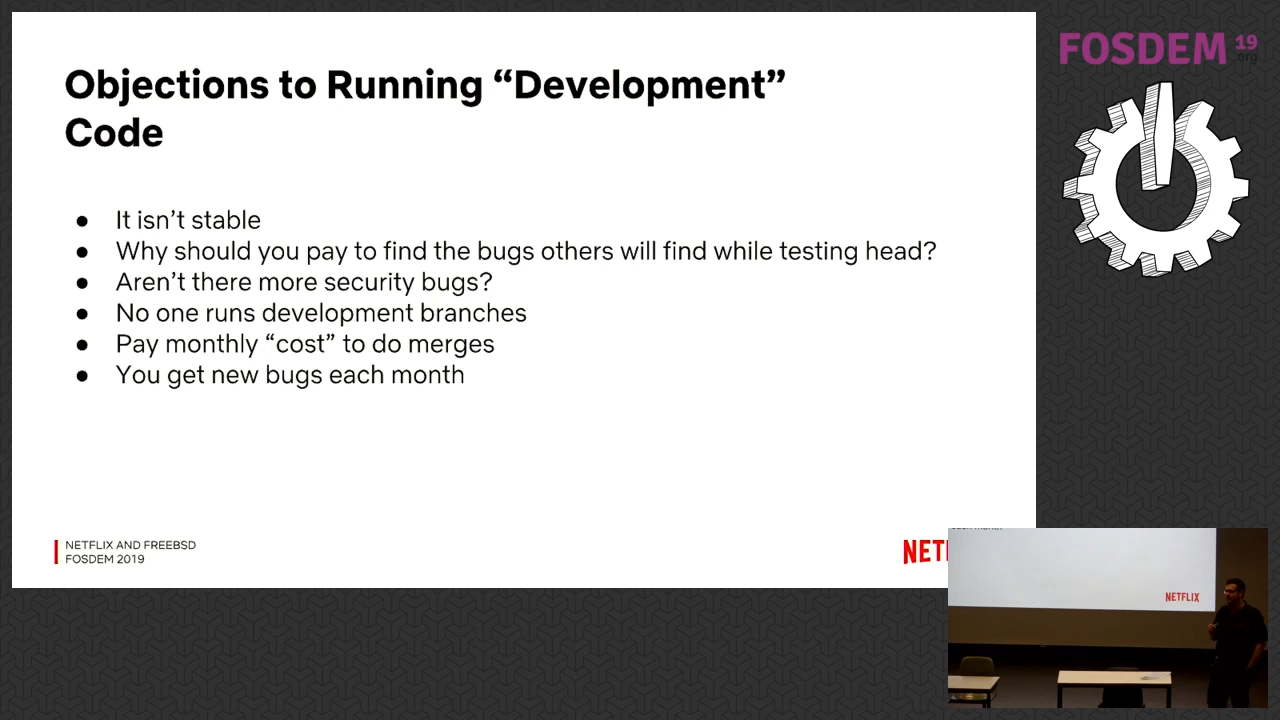 FOSDEM 19
.org
Objections to Running “Development”
Code
● It isn’t stable
● Why should you pay to find the bugs others will find while testing head?
● Aren’t there more security bugs?
● No one runs development branches
● Pay monthly “cost” to do merges
● You get new bugs each month
NETFLIX AND FREEBSD
FOSDEM 2019
NETF
NETFLIX